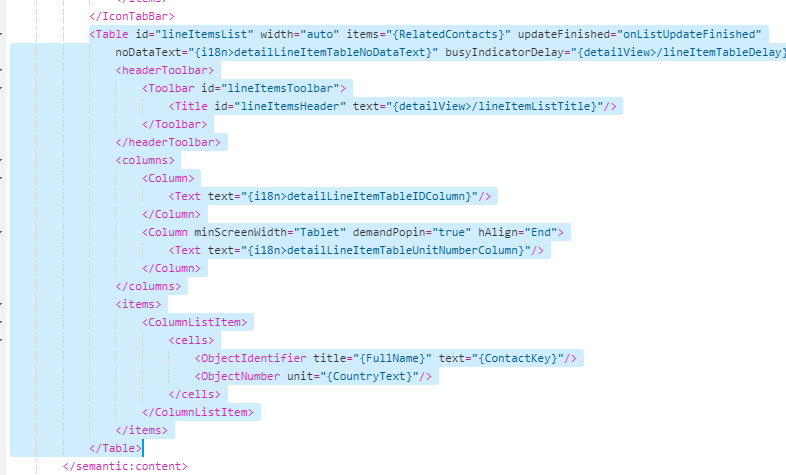 </items>
</IconTabBar>
<Table id="lineItemsList" width="auto" items="{RelatedContacts}" updateFinished="onListUpdateFinished"
noDataText="{i18n>detailLineItemTableNoDataText}" busyIndicatorDelay="{detailView>/lineItemTableDelay}
<headerToolbar>
<Toolbar id="lineItemsToolbar">
<Title id="lineItemsHeader" text="{detailView>/lineItemListTitle}"/>
</Toolbar>
</headerToolbar>
<columns>
<Column>
<Text text="{i18n>detailLineItemTableIDColumn}"/>
</Column>
<Column minScreenWidth="Tablet" demandPopin="true" hAlign="End">
<Text text="{i18n>detailLineItemTableUnitNumberColumn}"/>
</Column>
</columns>
<items>
<ColumnListItem>
<cells>
<ObjectIdentifier title="{FullName}" text="{ContactKey}"/>
<ObjectNumber unit="{CountryText}"/>
</cells>
</ColumnListItem>
</items>
</Table>
</semantic:content>